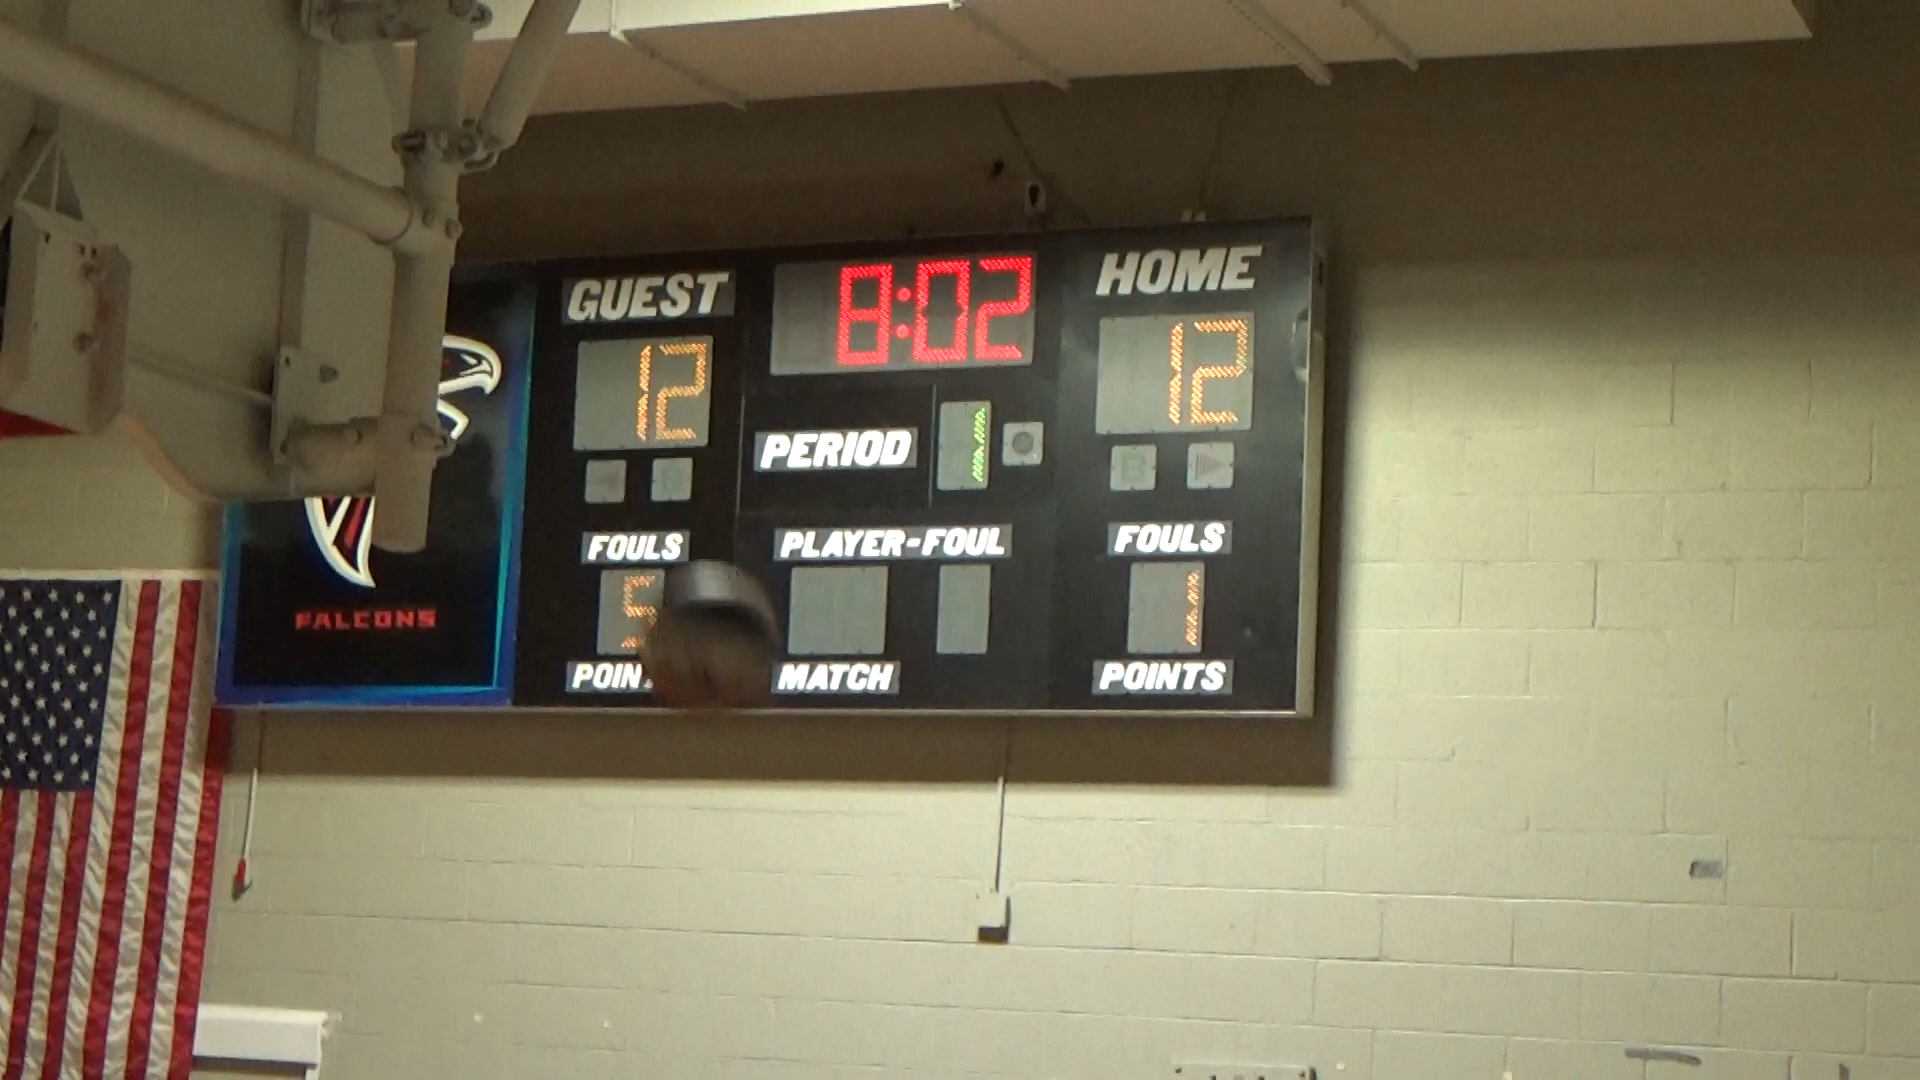 GUEST 8:02 HOME
12 12
PERIOD 1
FOULS PLAYER-FOUL FOULS
5 1
MATCH POINTS
FALCONS